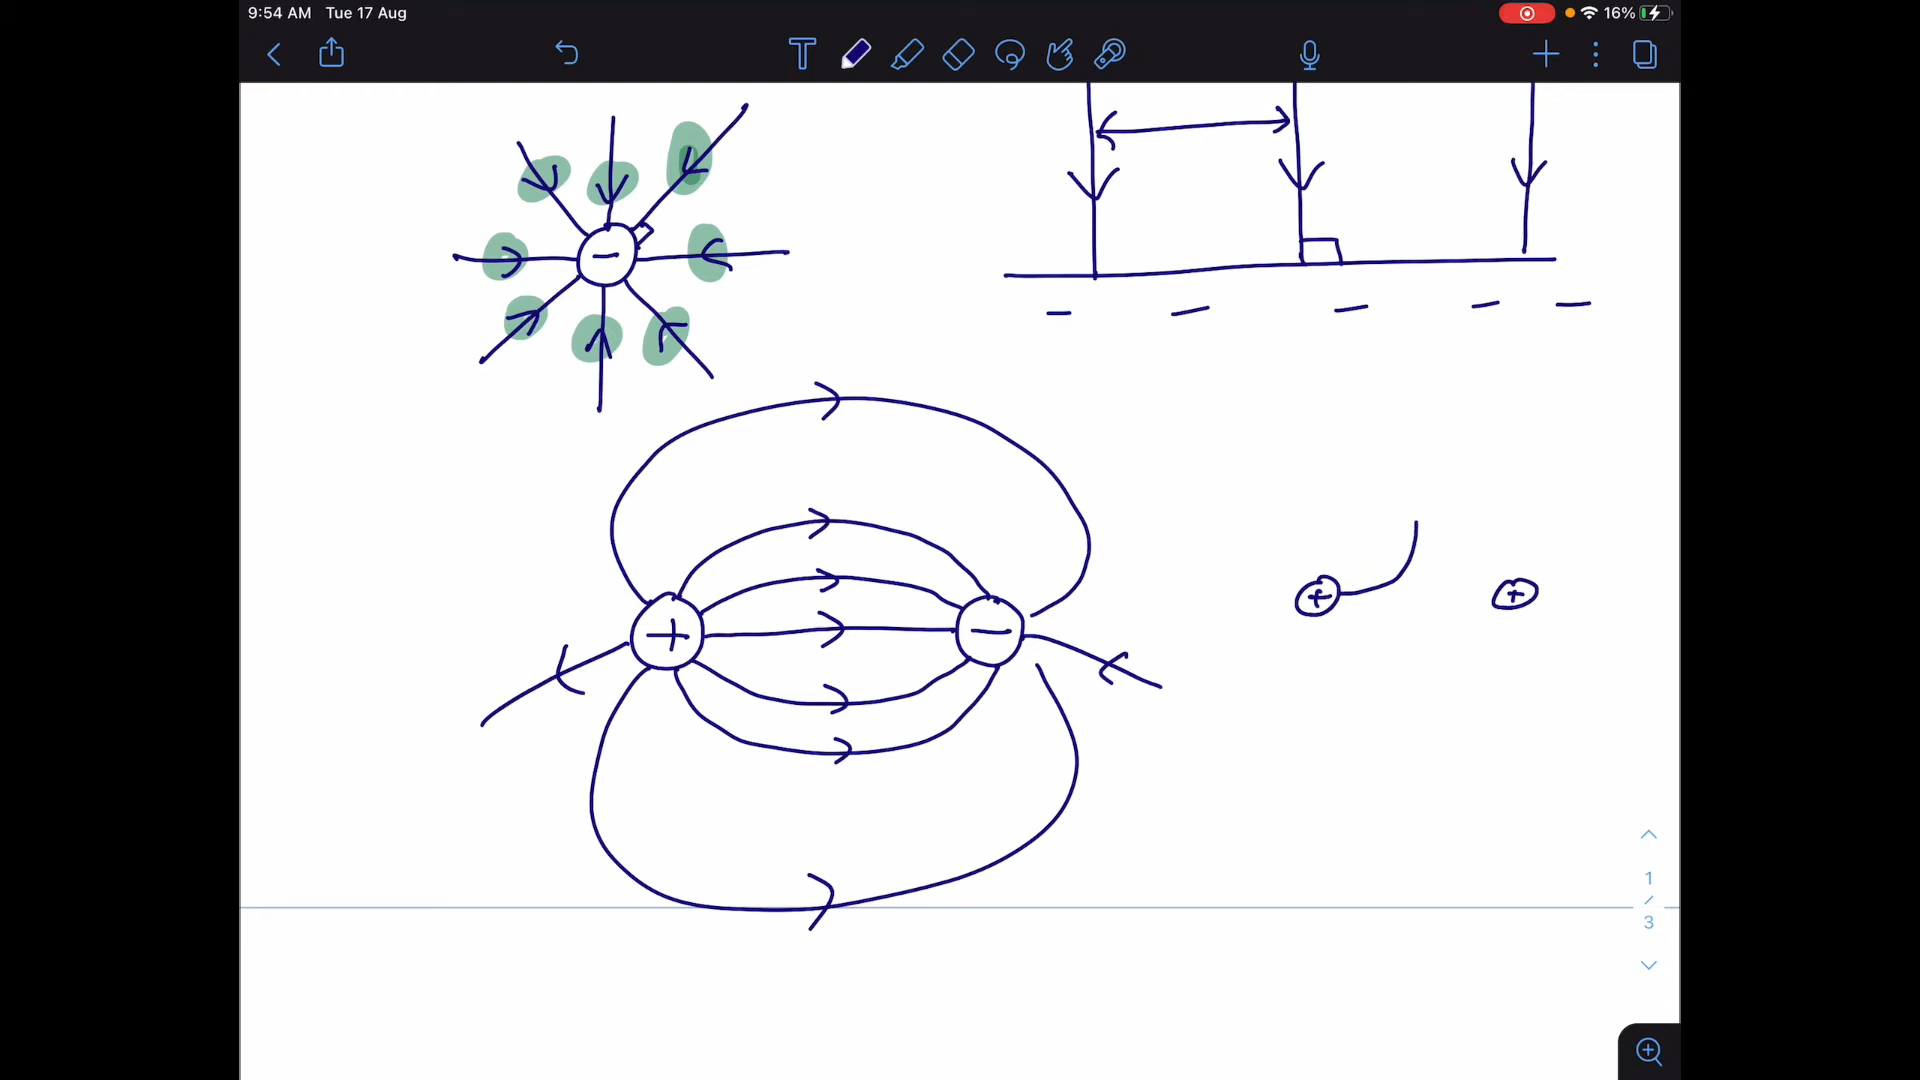 9:54 AM Tue 17 Aug
16%
T
−
− − − − −
+ −
+ +
1
/
3